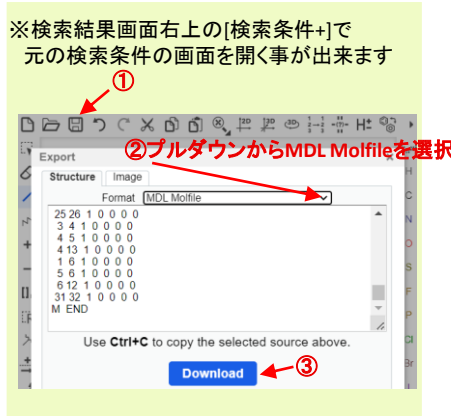 ※検索結果画面右上の[検索条件+]で
元の検索条件の画面を開く事が出来ます
①
②プルダウンからMDL Molfileを選択
Export
Structure Image
Format MDL Molfile
25 26 1 0 0 0 0
3 4 1 0 0 0 0
4 5 1 0 0 0 0
4 13 1 0 0 0 0
1 6 1 0 0 0 0
5 6 1 0 0 0 0
6 12 1 0 0 0 0
31 32 1 0 0 0 0
M END
Use Ctrl+C to copy the selected source above.
Download
③
H
C
N
O
S
F
P
Cl
Br